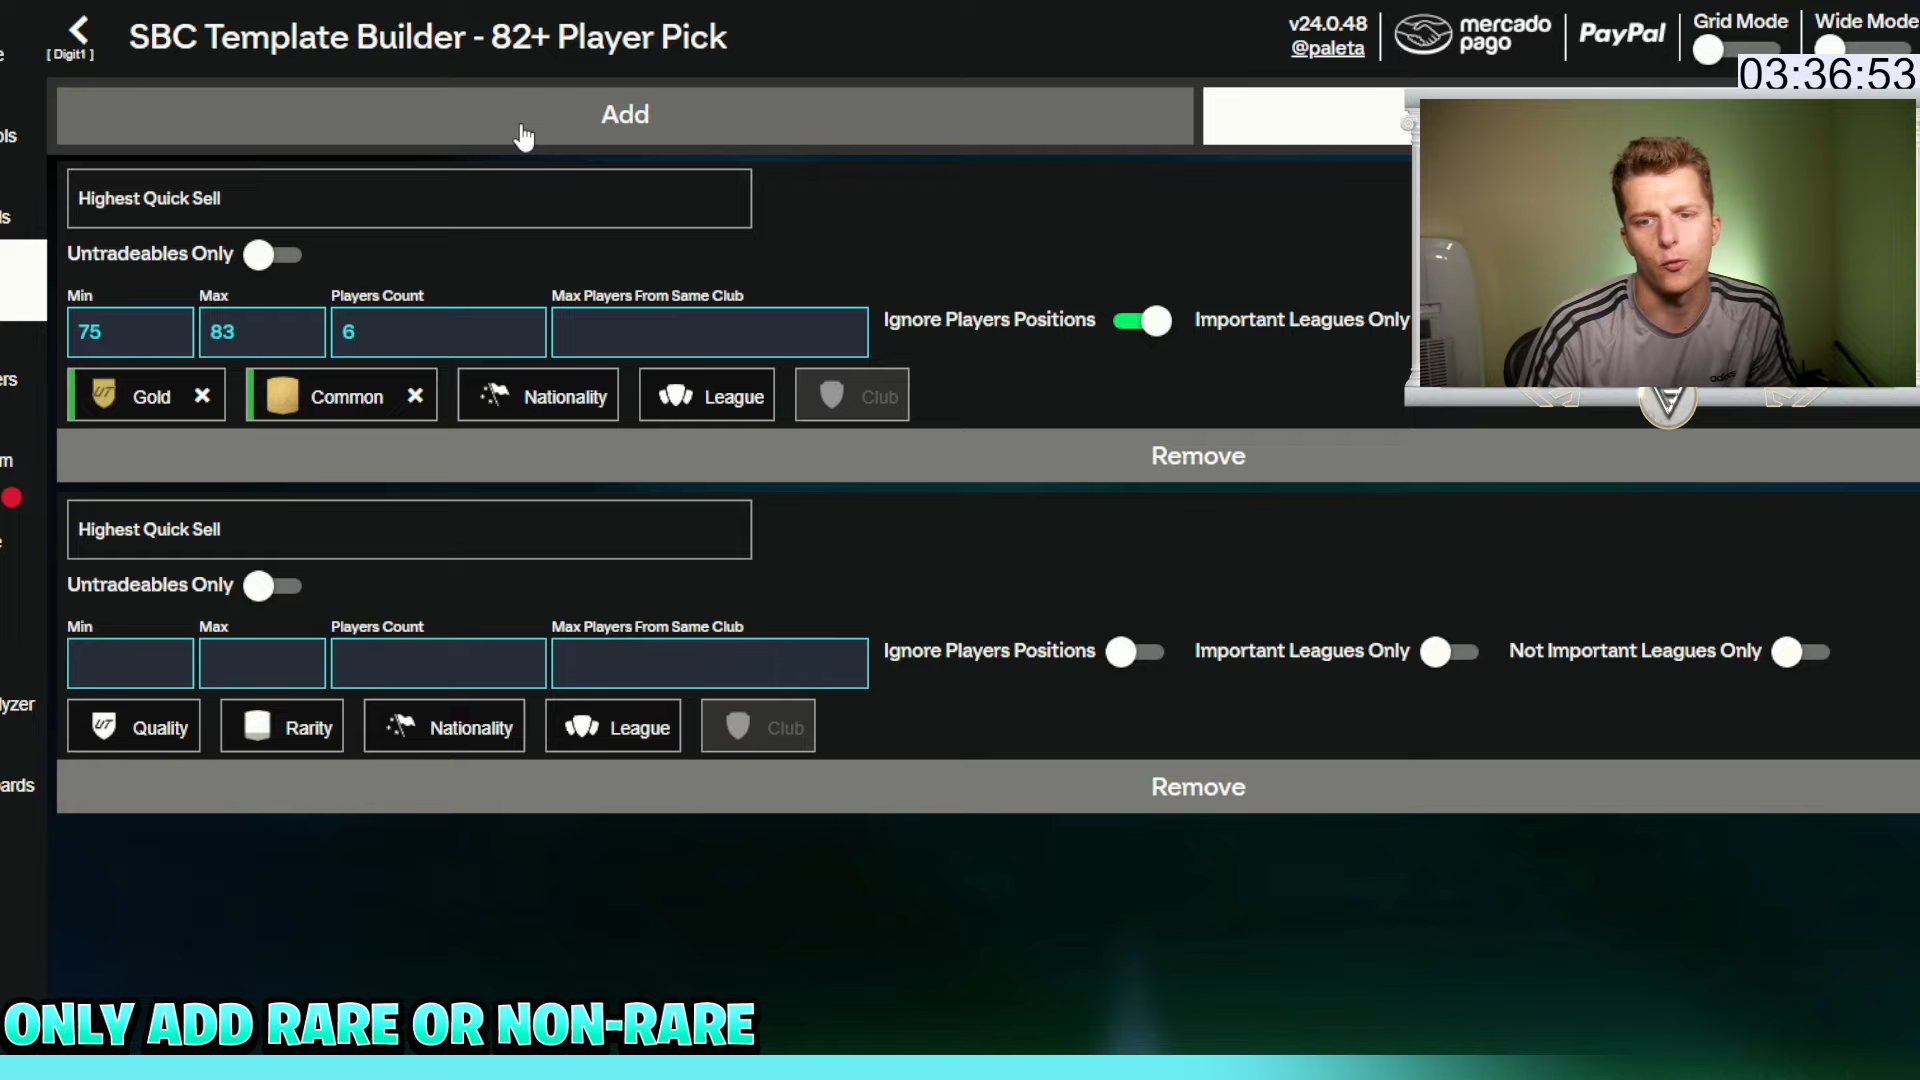 SBC Template Builder - 82+ Player Pick
[ Digit1 ]
v24.0.48
@paleta
mercado
pago
PayPal
Grid Mode
Wide Mode
03:36:53
Add
Highest Quick Sell
Untradeables Only
Min
Max
Players Count
Max Players From Same Club
75
83
6
Ignore Players Positions
Important Leagues Only
UT
Gold
Common
Nationality
League
Club
Remove
Highest Quick Sell
Untradeables Only
Min
Max
Players Count
Max Players From Same Club
Ignore Players Positions
Important Leagues Only
Not Important Leagues Only
UT
Quality
Rarity
Nationality
League
Club
Remove
adidas
ONLY ADD RARE OR NON-RARE